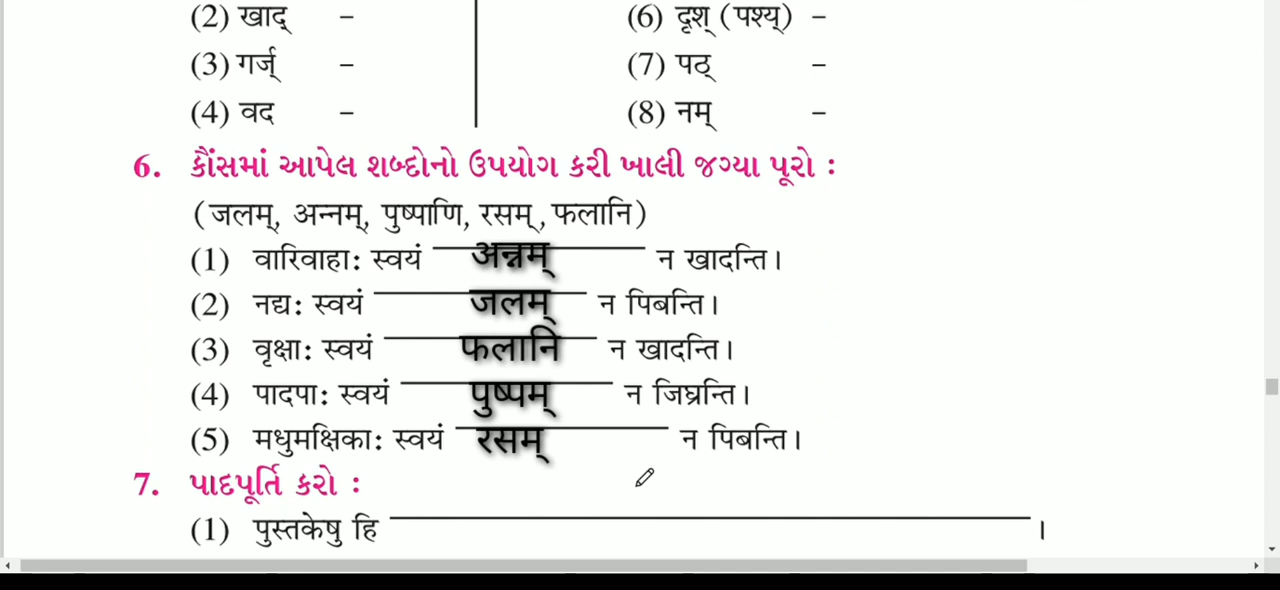 (2) खाद् – (6) दृश् (पश्य्) –
(3) गर्ज् – (7) पठ् –
(4) वद – (8) नम् –
6. કૌંસમાં આપેલ શબ્દોનો ઉપયોગ કરી ખાલી જગ્યા પૂરો :
(जलम्, अन्नम्, पुष्पाणि, रसम्, फलानि)
(1) वारिवाहाः स्वयं अन्नम् न खादन्ति।
(2) नद्यः स्वयं जलम् न पिबन्ति।
(3) वृक्षाः स्वयं फलानि न खादन्ति।
(4) पादपाः स्वयं पुष्पम् न जिघ्रन्ति।
(5) मधुमक्षिकाः स्वयं रसम् न पिबन्ति।
7. પાદપૂર્તિ કરો :
(1) पुस्तकेषु हि ।